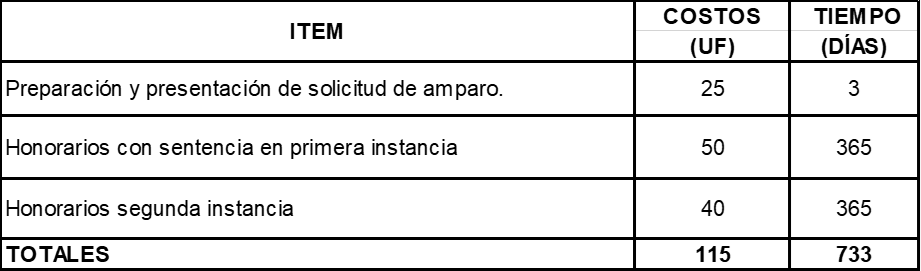 ITEM COSTOS (UF) TIEMPO (DÍAS)
Preparación y presentación de solicitud de amparo. 25 3
Honorarios con sentencia en primera instancia 50 365
Honorarios segunda instancia 40 365
TOTALES 115 733